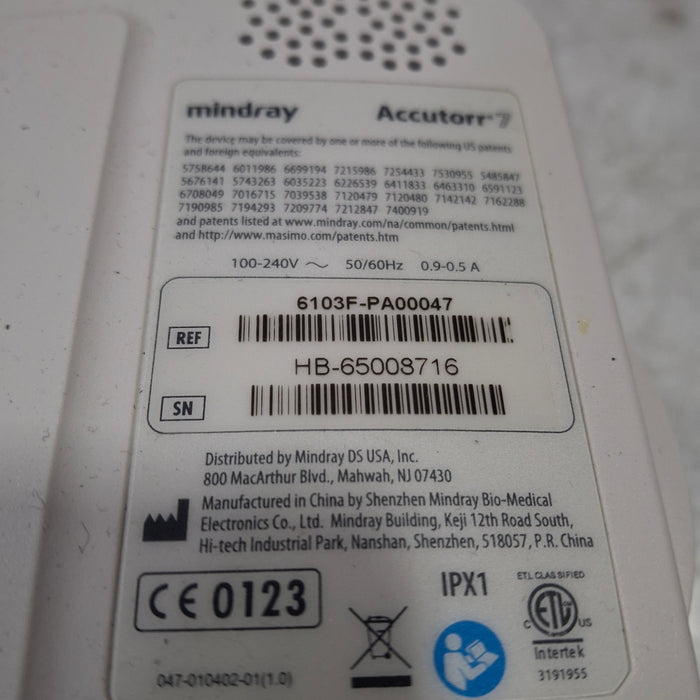 mindray Accutorr® 7
The device may be covered by one or more of the following US patents
and foreign equivalents:
5758644 6011986 6699194 7215986 7254433 7530955 5485847
5676141 5743263 6035223 6226539 6411833 6463310 6591123
6708049 7016715 7039538 7120479 7120480 7142142 7162288
7190985 7194293 7209774 7212847 7400919
and patents listed at www.mindray.com/na/common/patents.html
and http://www.masimo.com/patents.htm
100-240V ~ 50/60Hz 0.9-0.5 A
6103F-PA00047
REF
HB-65008716
SN
Distributed by Mindray DS USA, Inc.
800 MacArthur Blvd., Mahwah, NJ 07430
Manufactured in China by Shenzhen Mindray Bio-Medical
Electronics Co., Ltd. Mindray Building, Keji 12th Road South,
Hi-tech Industrial Park, Nanshan, Shenzhen, 518057, P.R. China
CE 0123
IPX1
ETL CLASSIFIED
C ETL US
Intertek
3191955
047-010402-01(1.0)